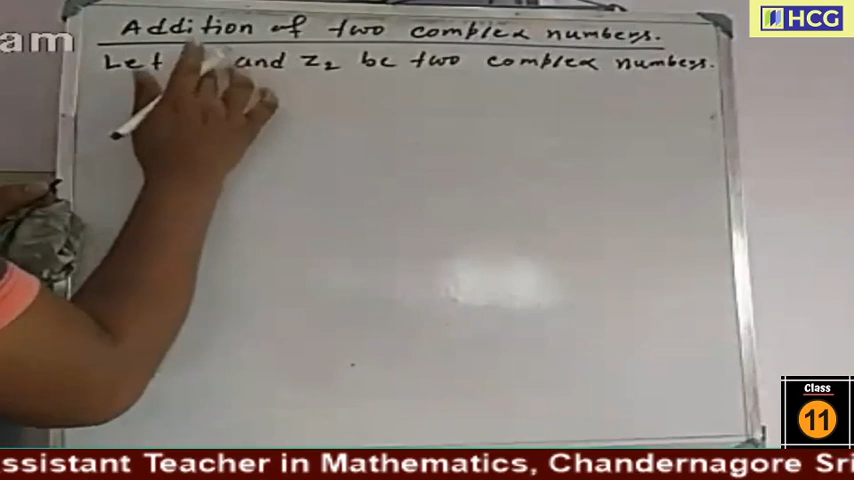 HCG
Addition of two complex numbers.
am
Let and Z₂ be two complex numbers.
Class
11
ssistant Teacher in Mathematics, Chandernagore Sri